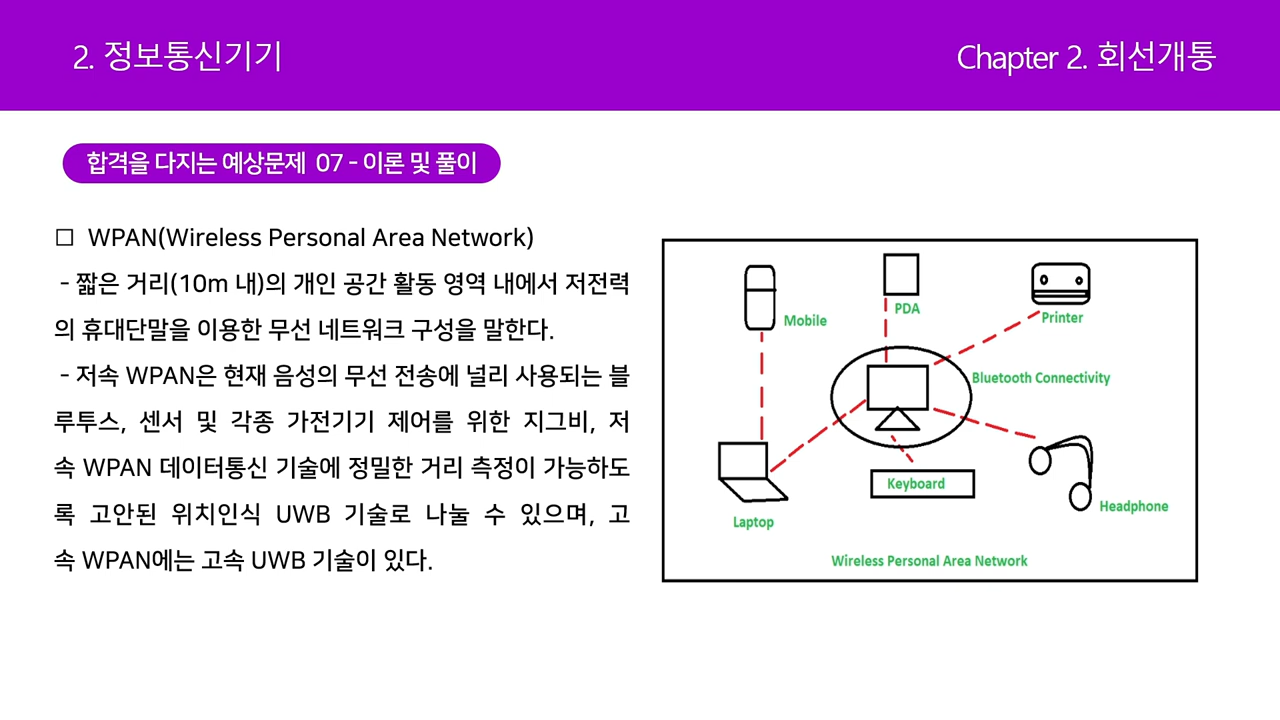 2. 정보통신기기
Chapter 2. 회선개통
합격을 다지는 예상문제 07 - 이론 및 풀이
□ WPAN(Wireless Personal Area Network)
- 짧은 거리(10m 내)의 개인 공간 활동 영역 내에서 저전력
의 휴대단말을 이용한 무선 네트워크 구성을 말한다.
- 저속 WPAN은 현재 음성의 무선 전송에 널리 사용되는 블
루투스, 센서 및 각종 가전기기 제어를 위한 지그비, 저
속 WPAN 데이터통신 기술에 정밀한 거리 측정이 가능하도
록 고안된 위치인식 UWB 기술로 나눌 수 있으며, 고
속 WPAN에는 고속 UWB 기술이 있다.
Mobile
PDA
Printer
Bluetooth Connectivity
Keyboard
Headphone
Laptop
Wireless Personal Area Network